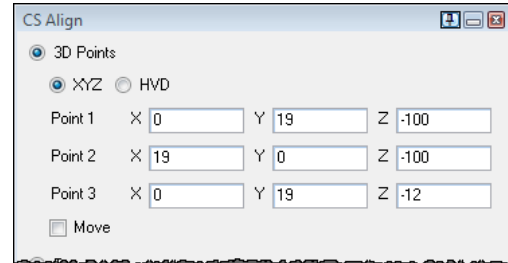 CS Align
3D Points
XYZ HVD
Point 1 X 0 Y 19 Z -100
Point 2 X 19 Y 0 Z -100
Point 3 X 0 Y 19 Z -12
Move